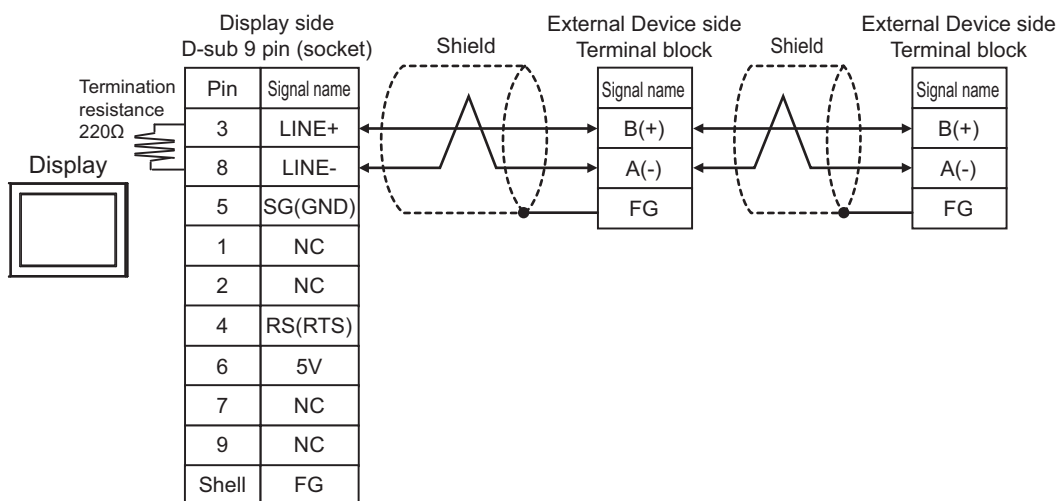 Display side
D-sub 9 pin (socket)
Shield
External Device side
Terminal block
Shield
External Device side
Terminal block
Termination
resistance
220Ω
Display
Pin Signal name
3 LINE+
8 LINE-
5 SG(GND)
1 NC
2 NC
4 RS(RTS)
6 5V
7 NC
9 NC
Shell FG
Signal name
B(+)
A(-)
FG
Signal name
B(+)
A(-)
FG